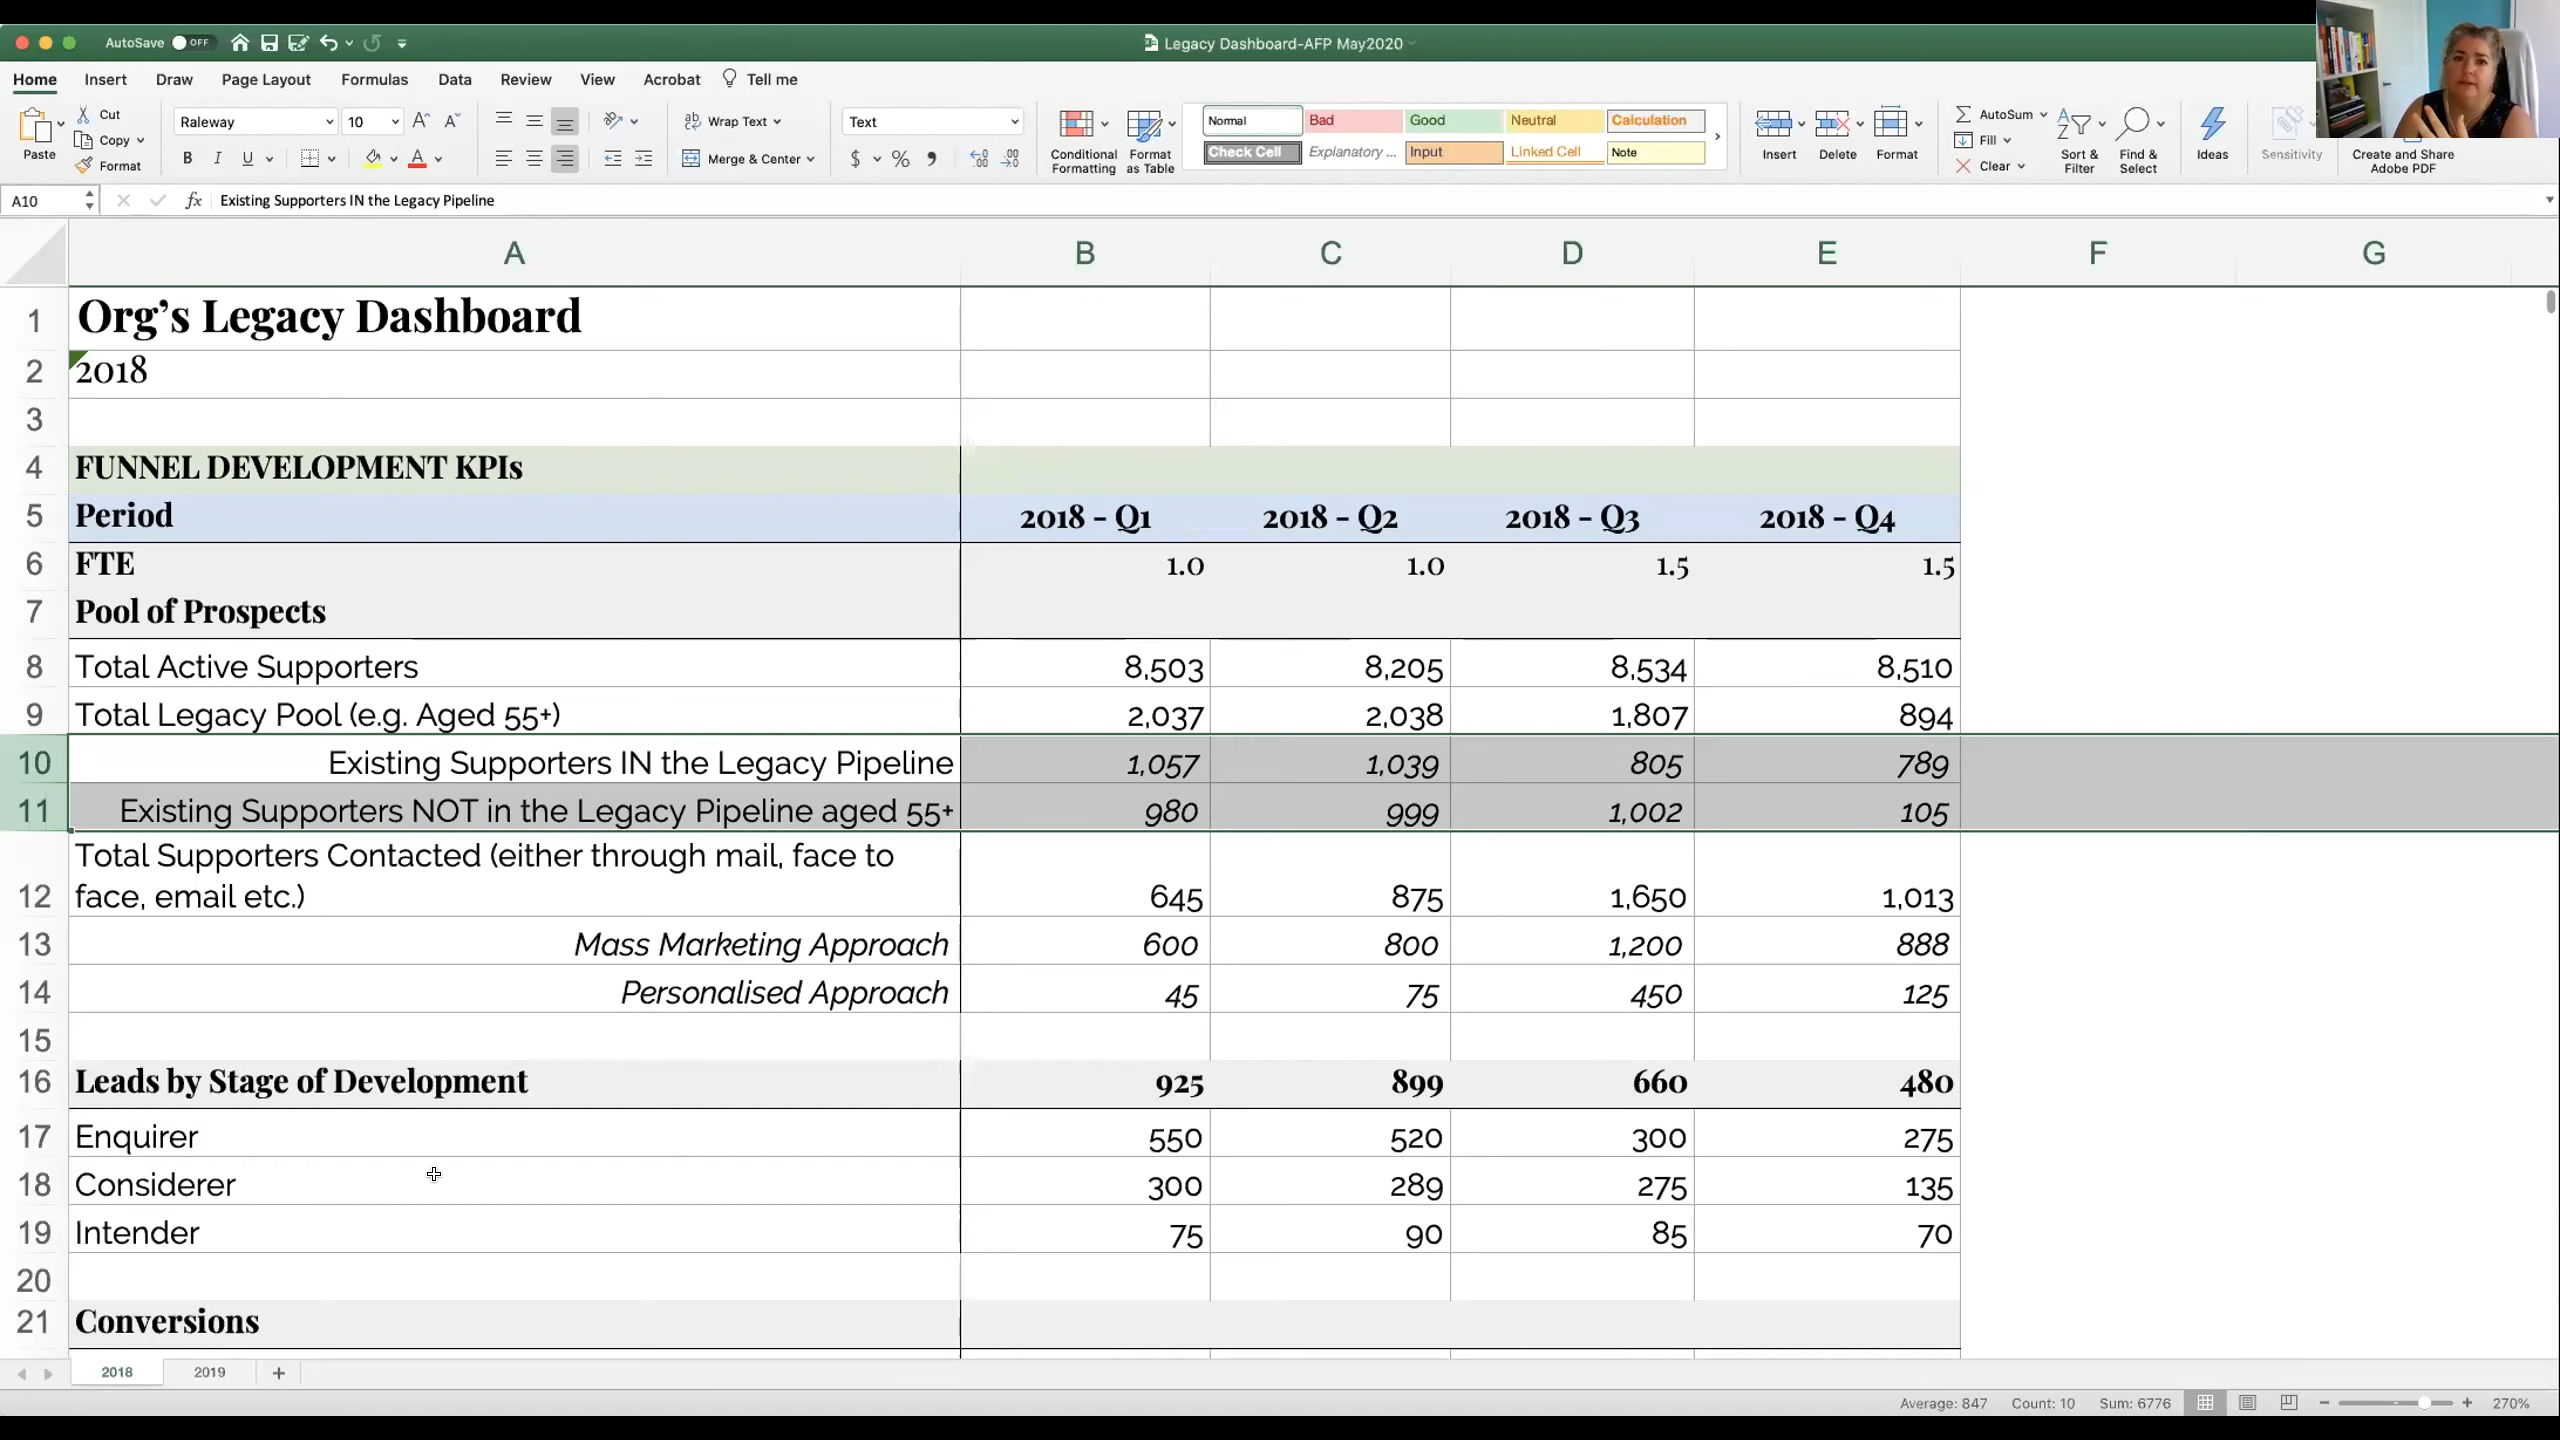 AutoSave OFF Legacy Dashboard-AFP May2020
Home Insert Draw Page Layout Formulas Data Review View Acrobat Tell me
Paste Cut Copy Format Raleway 10 Wrap Text Merge & Center Text
B I U $ % Conditional Formatting Format as Table
Normal Bad Good Neutral Calculation
Check Cell Explanatory ... Input Linked Cell Note
Insert Delete Format AutoSum Fill Clear Sort & Filter Find & Select Ideas Sensitivity Create and Share Adobe PDF
A10 fx Existing Supporters IN the Legacy Pipeline
A B C D E F G
1 Org’s Legacy Dashboard
2 2018
3
4 FUNNEL DEVELOPMENT KPIs
5 Period 2018 - Q1 2018 - Q2 2018 - Q3 2018 - Q4
6 FTE 1.0 1.0 1.5 1.5
7 Pool of Prospects
8 Total Active Supporters 8,503 8,205 8,534 8,510
9 Total Legacy Pool (e.g. Aged 55+) 2,037 2,038 1,807 894
10 Existing Supporters IN the Legacy Pipeline 1,057 1,039 805 789
11 Existing Supporters NOT in the Legacy Pipeline aged 55+ 980 999 1,002 105
Total Supporters Contacted (either through mail, face to
12 face, email etc.) 645 875 1,650 1,013
13 Mass Marketing Approach 600 800 1,200 888
14 Personalised Approach 45 75 450 125
15
16 Leads by Stage of Development 925 899 660 480
17 Enquirer 550 520 300 275
18 Considerer 300 289 275 135
19 Intender 75 90 85 70
20
21 Conversions
2018 2019 +
Average: 847 Count: 10 Sum: 6776 270%